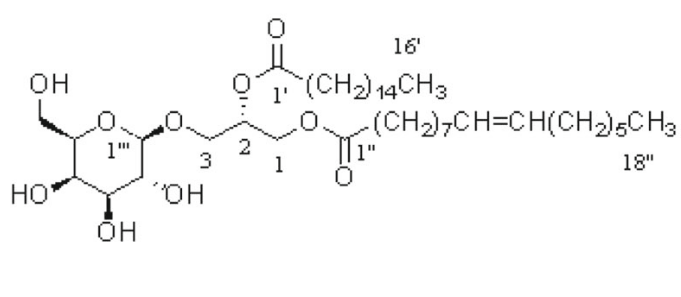 O
16'
OH
O
(CH2)14CH3
1'
O
O
O
(CH2)7CH=CH(CH2)5CH3
1'''
3
2
1
1''
18''
O
HO
'OH
OH